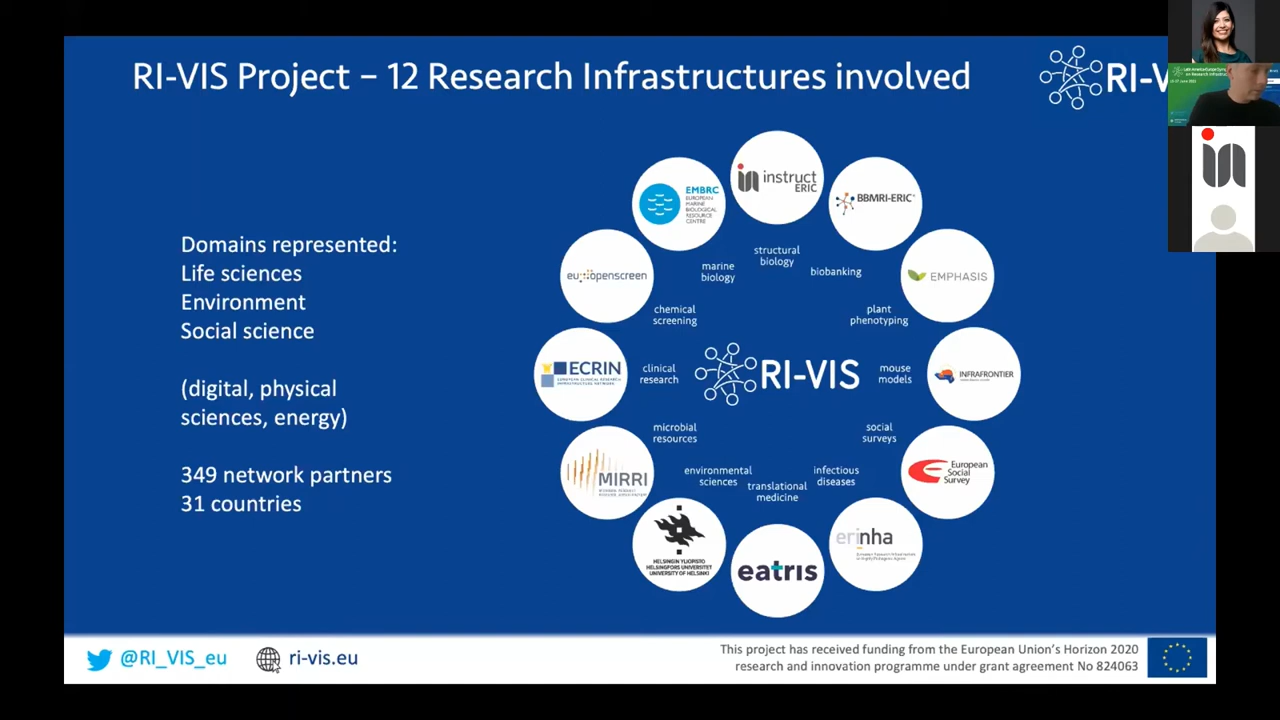 RI-VIS Project – 12 Research Infrastructures involved
RI-V
Domains represented:
Life sciences
Environment
Social science
(digital, physical
sciences, energy)
349 network partners
31 countries
instruct
ERIC
EMBRC
EUROPEAN
MARINE
BIOLOGICAL
RESOURCE
CENTRE
BBMRI-ERIC
eu openscreen
EMPHASIS
structural
biology
marine
biology
biobanking
chemical
screening
plant
phenotyping
ECRIN
EUROPEAN CLINICAL RESEARCH
INFRASTRUCTURE NETWORK
clinical
research
RI-VIS
mouse
models
INFRAFRONTIER
microbial
resources
social
surveys
MIRRI
environmental
sciences
translational
medicine
infectious
diseases
European
Social
Survey
HELSINGIN YLIOPISTO
HELSINGFORS UNIVERSITET
UNIVERSITY OF HELSINKI
eatris
erinha
@RI_VIS_eu
ri-vis.eu
This project has received funding from the European Union's Horizon 2020
research and innovation programme under grant agreement No 824063